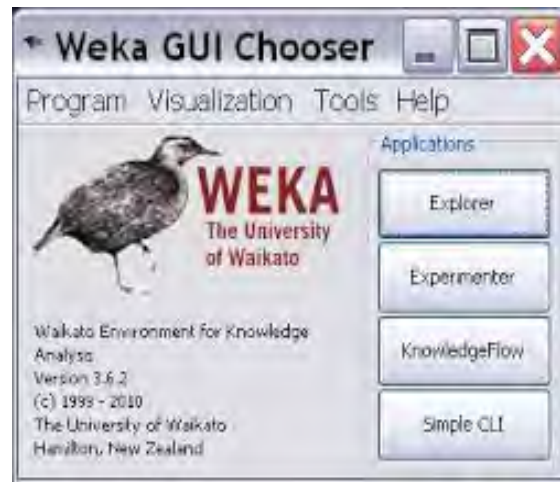 Weka GUI Chooser
Program Visualization Tools Help
WEKA
The University
of Waikato
Waikato Environment for Knowledge
Analysis
Version 3.6.2
(c) 1999 - 2010
The University of Waikato
Hamilton, New Zealand
Applications
Explorer
Experimenter
KnowledgeFlow
Simple CLI